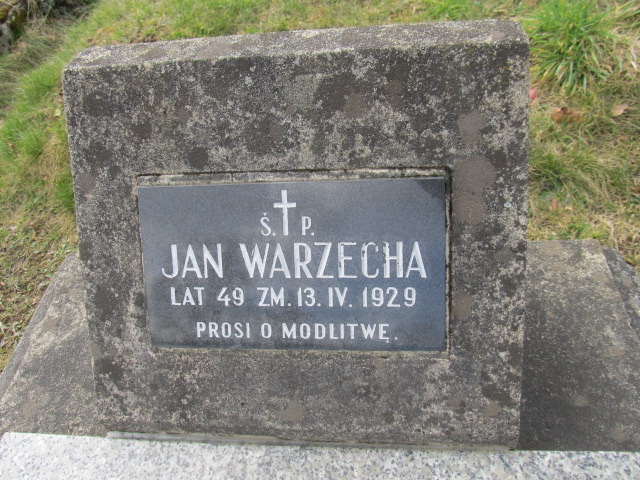 Ś. P.
JAN WARZECHA
LAT 49 ZM. 13. IV. 1929
PROSI O MODLITWĘ.